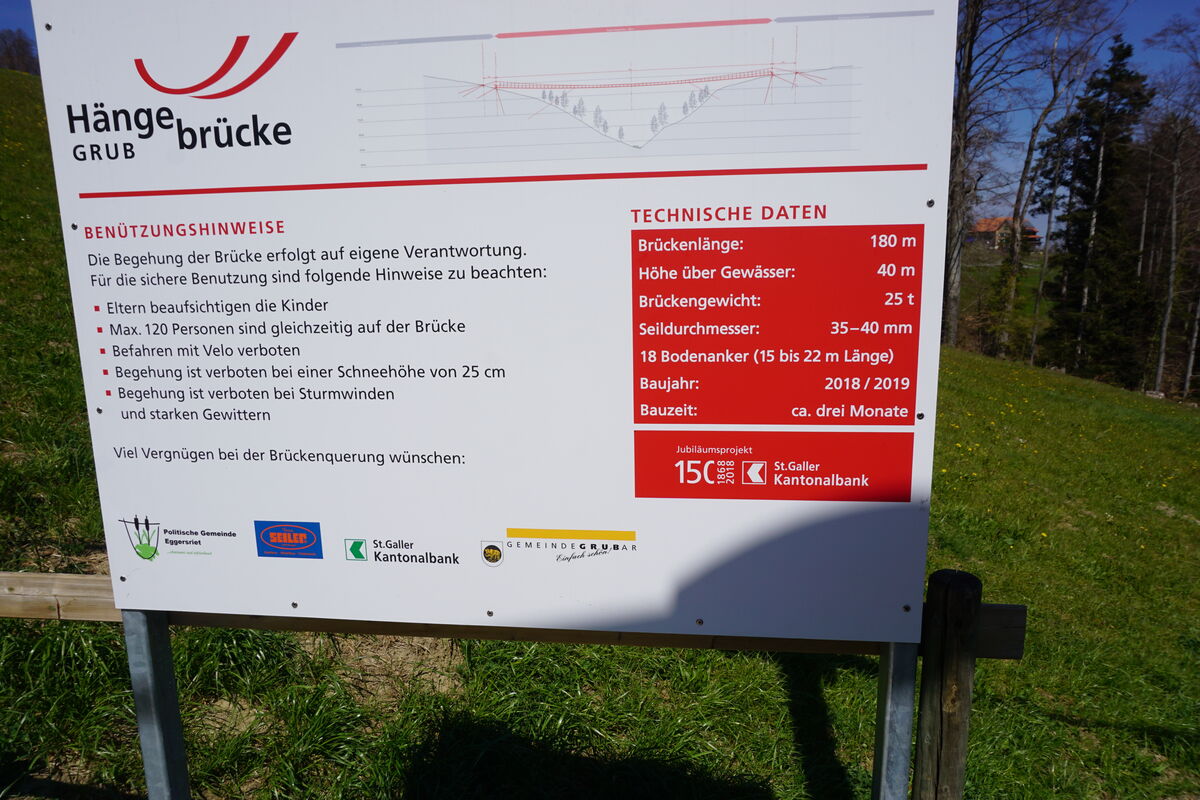 Hänge
brücke
GRUB
BENÜTZUNGSHINWEISE
Die Begehung der Brücke erfolgt auf eigene Verantwortung.
Für die sichere Benutzung sind folgende Hinweise zu beachten:
Eltern beaufsichtigen die Kinder
Max. 120 Personen sind gleichzeitig auf der Brücke
Befahren mit Velo verboten
Begehung ist verboten bei einer Schneehöhe von 25 cm
Begehung ist verboten bei Sturmwinden
und starken Gewittern
Viel Vergnügen bei der Brückenquerung wünschen:
Politische Gemeinde
Eggersriet
SEILER
St.Galler
Kantonalbank
GEMEINDEGRUBAR
Einfach schön!
TECHNISCHE DATEN
Brückenlänge: 180 m
Höhe über Gewässer: 40 m
Brückengewicht: 25 t
Seildurchmesser: 35–40 mm
18 Bodenanker (15 bis 22 m Länge)
Baujahr: 2018 / 2019
Bauzeit: ca. drei Monate
Jubiläumsprojekt
150 1868 2018
St.Galler
Kantonalbank